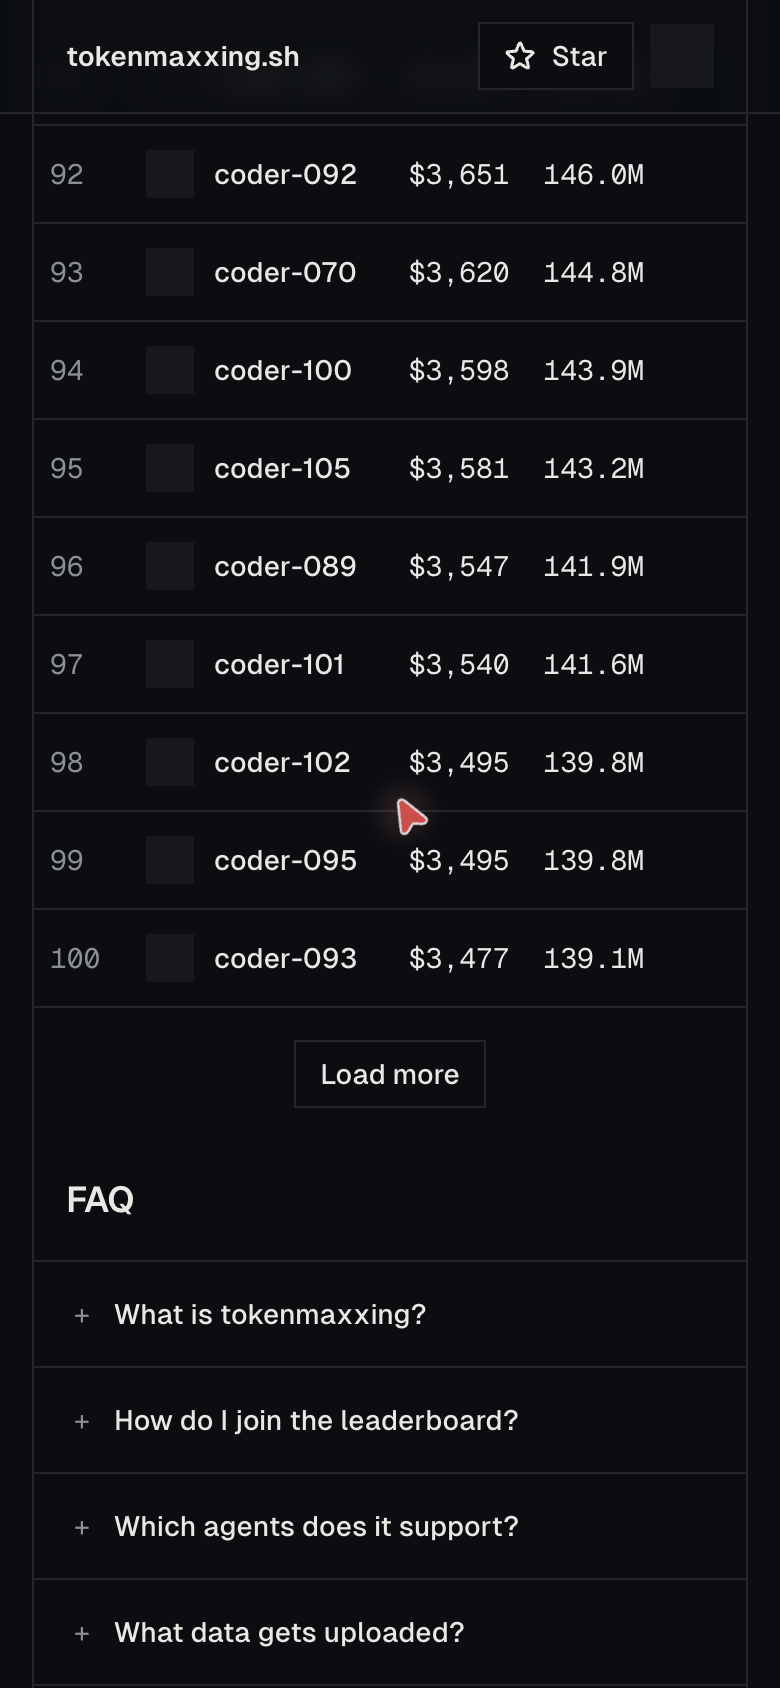 tokenmaxxing.sh Star
92 coder-092 $3,651 146.0M
93 coder-070 $3,620 144.8M
94 coder-100 $3,598 143.9M
95 coder-105 $3,581 143.2M
96 coder-089 $3,547 141.9M
97 coder-101 $3,540 141.6M
98 coder-102 $3,495 139.8M
99 coder-095 $3,495 139.8M
100 coder-093 $3,477 139.1M
Load more
FAQ
+ What is tokenmaxxing?
+ How do I join the leaderboard?
+ Which agents does it support?
+ What data gets uploaded?